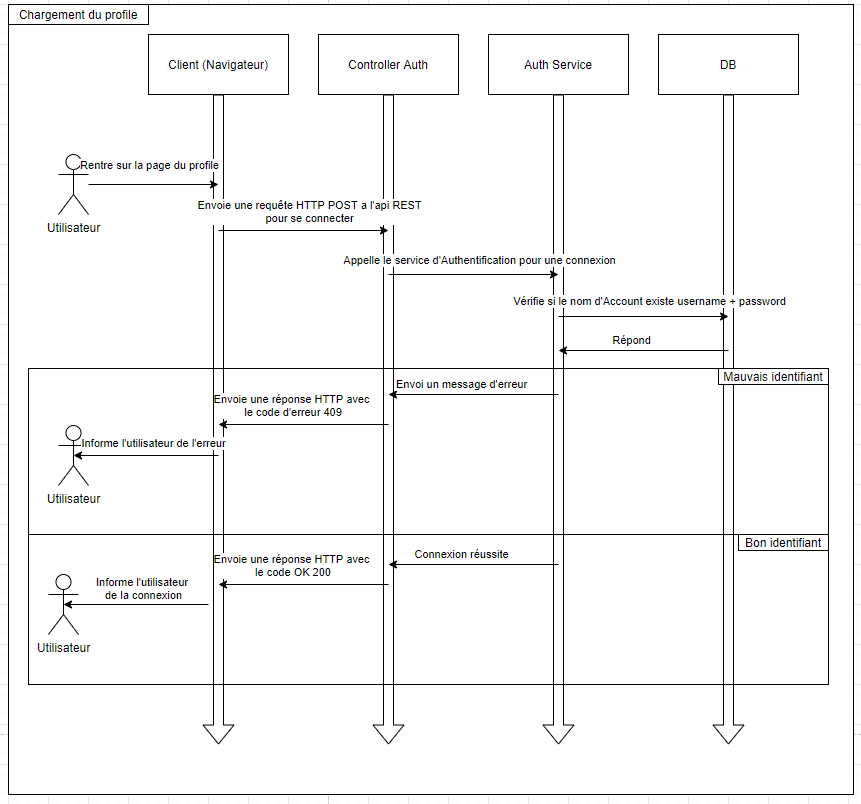 Chargement du profile
Client (Navigateur)
Controller Auth
Auth Service
DB
Rentre sur la page du profile
Utilisateur
Envoie une requête HTTP POST a l'api REST
pour se connecter
Appelle le service d'Authentification pour une connexion
Vérifie si le nom d'Account existe username + password
Répond
Mauvais identifiant
Envoi un message d'erreur
Envoie une réponse HTTP avec
le code d'erreur 409
Informe l'utilisateur de l'erreur
Utilisateur
Bon identifiant
Connexion réussite
Envoie une réponse HTTP avec
le code OK 200
Informe l'utilisateur
de la connexion
Utilisateur